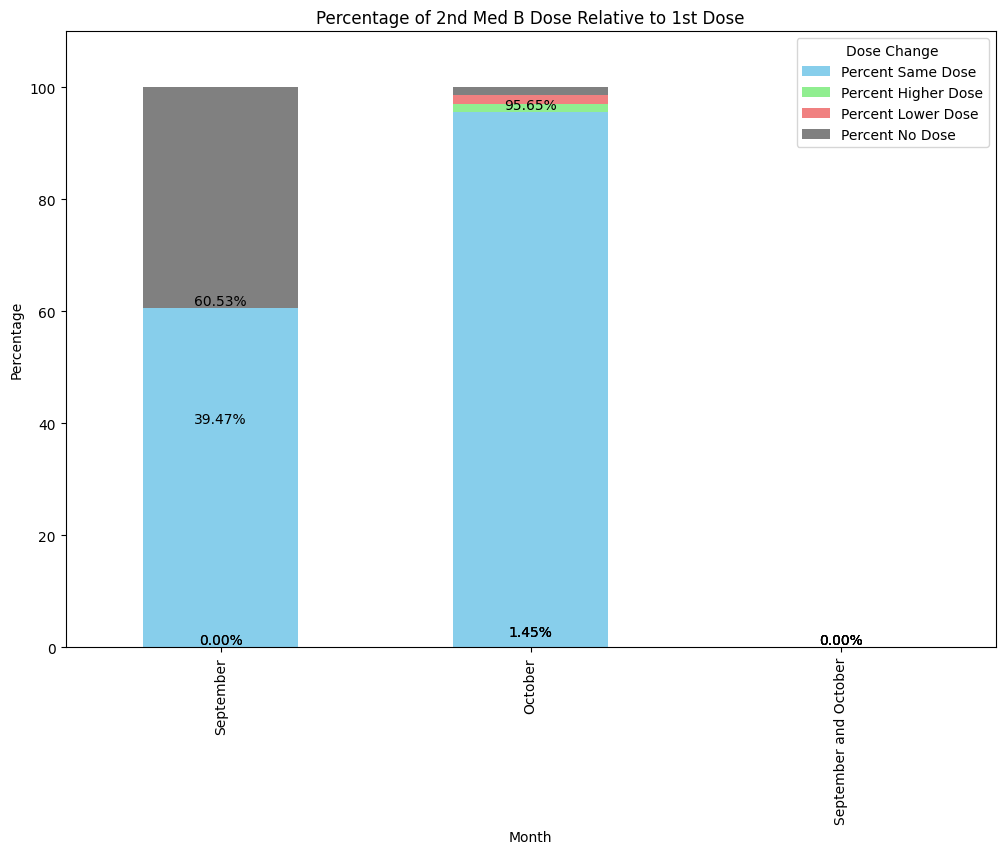 Percentage of 2nd Med B Dose Relative to 1st Dose
Dose Change
Percent Same Dose
Percent Higher Dose
Percent Lower Dose
Percent No Dose
Percentage
100
80
60
40
20
0
60.53%
39.47%
0.00%
95.65%
1.45%
0.00%
September
October
September and October
Month